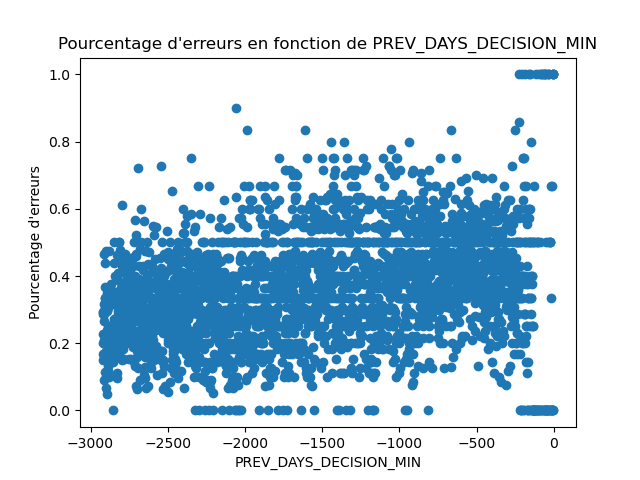 Pourcentage d'erreurs en fonction de PREV_DAYS_DECISION_MIN
1.0
0.8
0.6
0.4
0.2
0.0
Pourcentage d'erreurs
−3000 −2500 −2000 −1500 −1000 −500 0
PREV_DAYS_DECISION_MIN